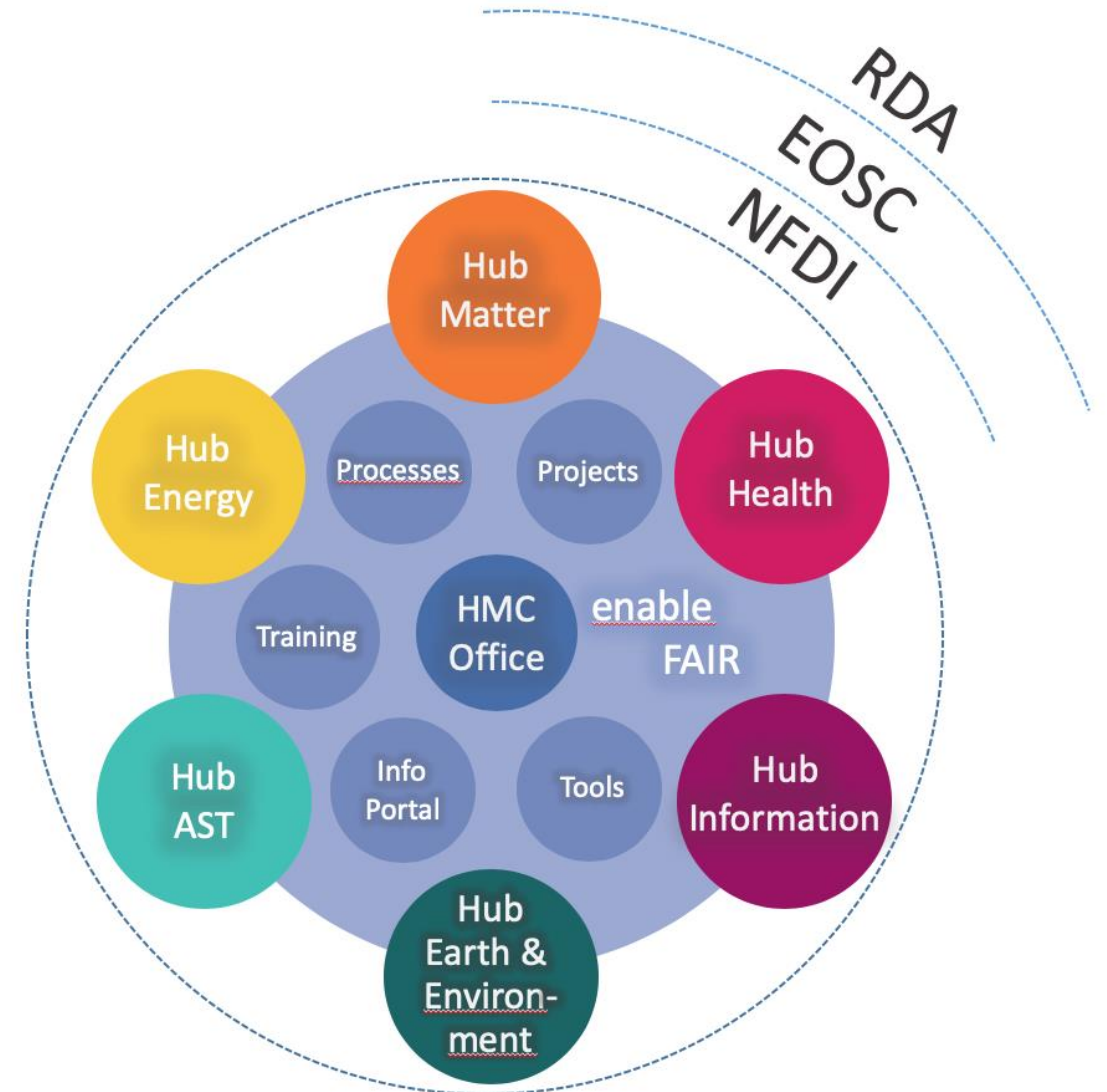 RDA
EOSC
NFDI
Hub
Matter
Hub
Energy
Processes
Projects
Hub
Health
Training
HMC
Office
enable
FAIR
Hub
AST
Info
Portal
Tools
Hub
Information
Hub
Earth &
Environ-
ment